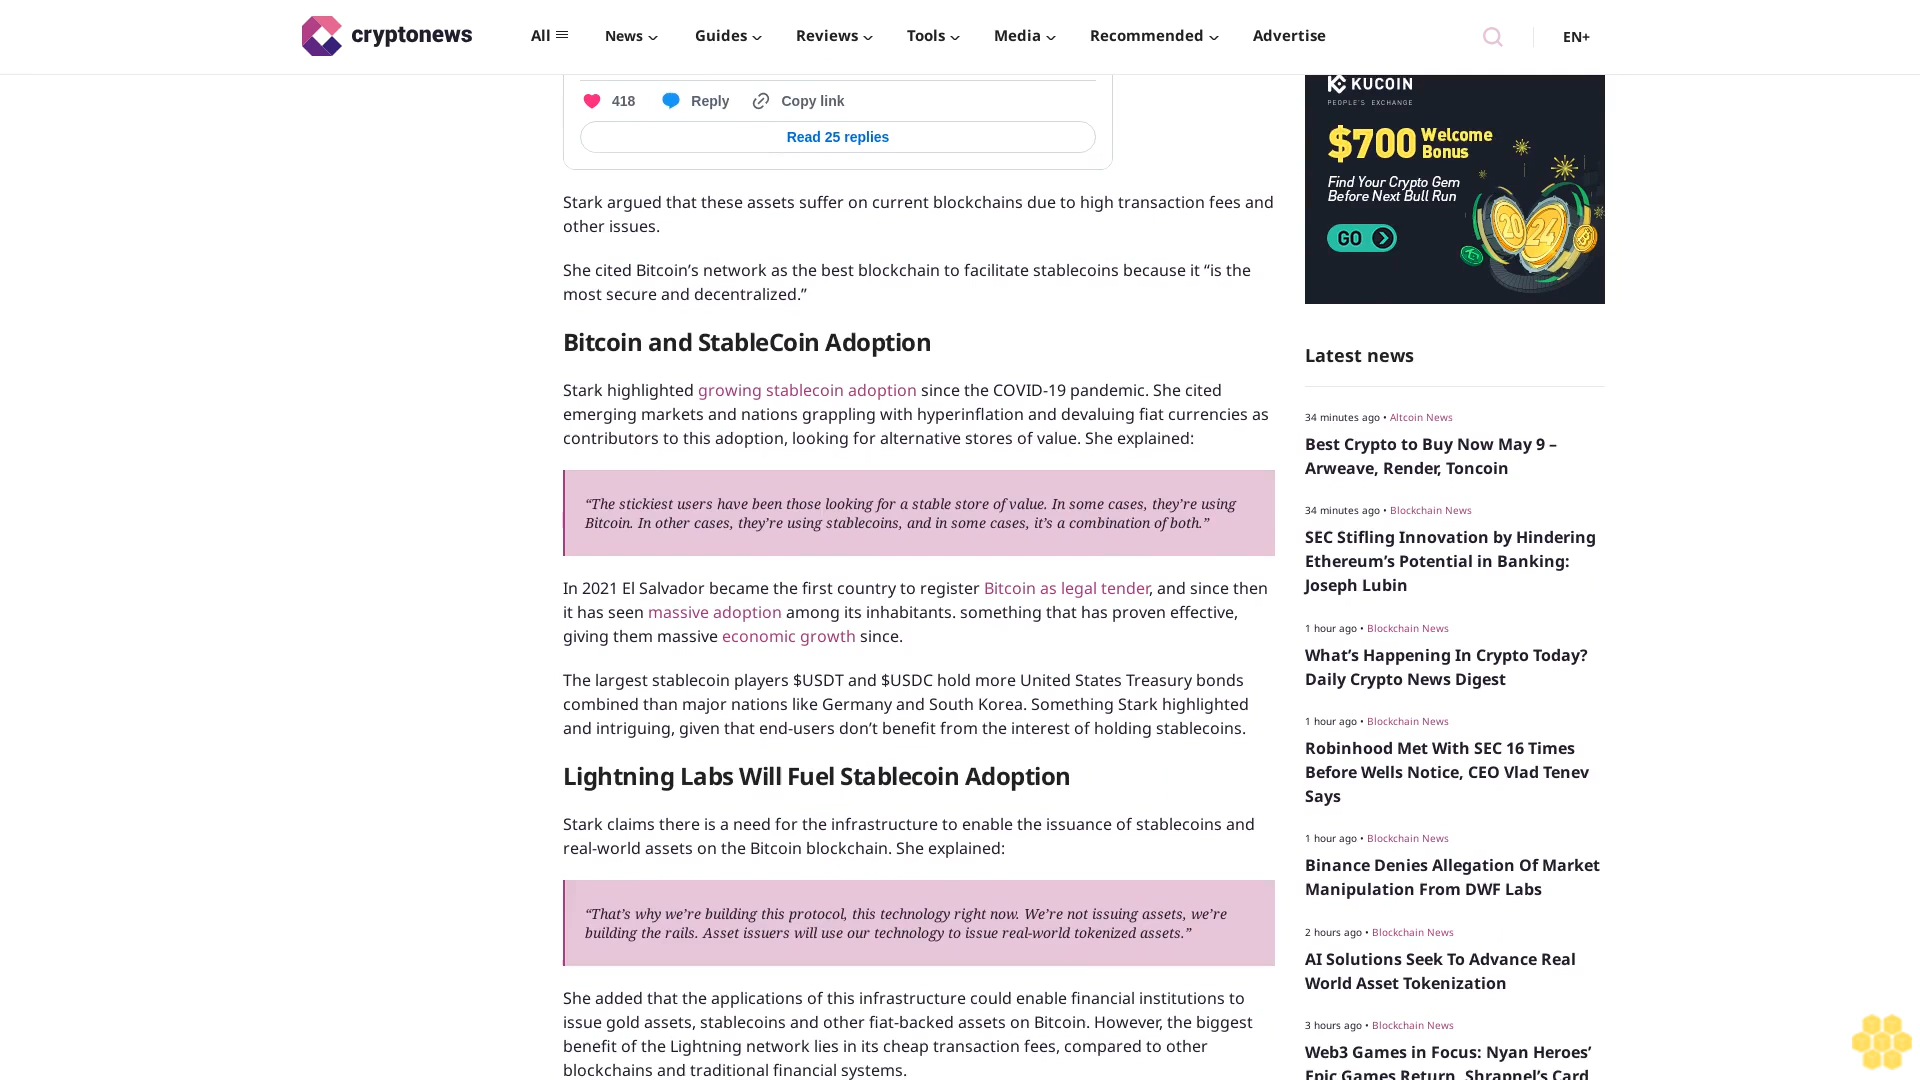 cryptonews
All
News
Guides
Reviews
Tools
Media
Recommended
Advertise
EN+
418
Reply
Copy link
Read 25 replies
Stark argued that these assets suffer on current blockchains due to high transaction fees and
other issues.
She cited Bitcoin’s network as the best blockchain to facilitate stablecoins because it “is the
most secure and decentralized.”
Bitcoin and StableCoin Adoption
Stark highlighted growing stablecoin adoption since the COVID-19 pandemic. She cited
emerging markets and nations grappling with hyperinflation and devaluing fiat currencies as
contributors to this adoption, looking for alternative stores of value. She explained:
“The stickiest users have been those looking for a stable store of value. In some cases, they’re using
Bitcoin. In other cases, they’re using stablecoins, and in some cases, it’s a combination of both.”
In 2021 El Salvador became the first country to register Bitcoin as legal tender, and since then
it has seen massive adoption among its inhabitants. something that has proven effective,
giving them massive economic growth since.
The largest stablecoin players $USDT and $USDC hold more United States Treasury bonds
combined than major nations like Germany and South Korea. Something Stark highlighted
and intriguing, given that end-users don’t benefit from the interest of holding stablecoins.
Lightning Labs Will Fuel Stablecoin Adoption
Stark claims there is a need for the infrastructure to enable the issuance of stablecoins and
real-world assets on the Bitcoin blockchain. She explained:
“That’s why we’re building this protocol, this technology right now. We’re not issuing assets, we’re
building the rails. Asset issuers will use our technology to issue real-world tokenized assets.”
She added that the applications of this infrastructure could enable financial institutions to
issue gold assets, stablecoins and other fiat-backed assets on Bitcoin. However, the biggest
benefit of the Lightning network lies in its cheap transaction fees, compared to other
blockchains and traditional financial systems.
KUCOIN
PEOPLE'S EXCHANGE
$700 Welcome
Bonus
Find Your Crypto Gem
Before Next Bull Run
GO
2024
Latest news
34 minutes ago • Altcoin News
Best Crypto to Buy Now May 9 –
Arweave, Render, Toncoin
34 minutes ago • Blockchain News
SEC Stifling Innovation by Hindering
Ethereum’s Potential in Banking:
Joseph Lubin
1 hour ago • Blockchain News
What’s Happening In Crypto Today?
Daily Crypto News Digest
1 hour ago • Blockchain News
Robinhood Met With SEC 16 Times
Before Wells Notice, CEO Vlad Tenev
Says
1 hour ago • Blockchain News
Binance Denies Allegation Of Market
Manipulation From DWF Labs
2 hours ago • Blockchain News
AI Solutions Seek To Advance Real
World Asset Tokenization
3 hours ago • Blockchain News
Web3 Games in Focus: Nyan Heroes’
Epic Games Return, Shrapnel’s Card